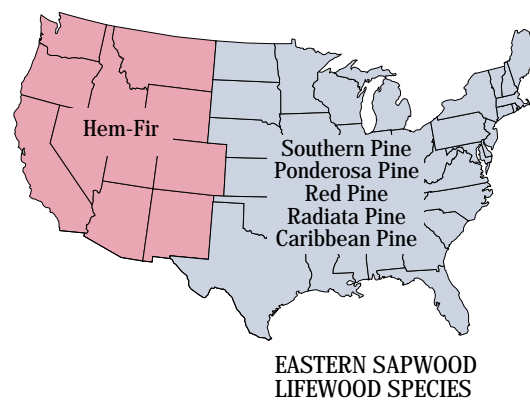 Hem-Fir
Southern Pine
Ponderosa Pine
Red Pine
Radiata Pine
Caribbean Pine
EASTERN SAPWOOD
LIFEWOOD SPECIES